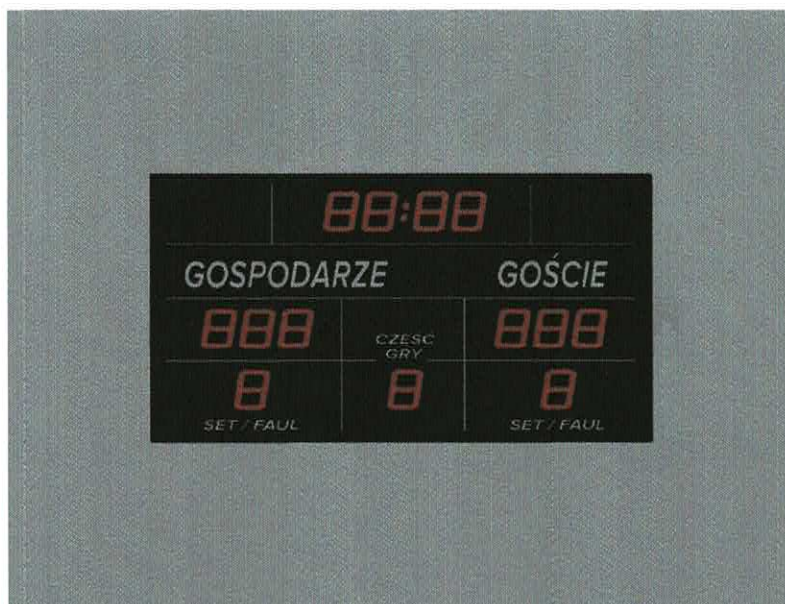 88:88
GOSPODARZE GOŚCIE
888 CZESC 888
GRY
8 8 8
SET / FAUL SET / FAUL